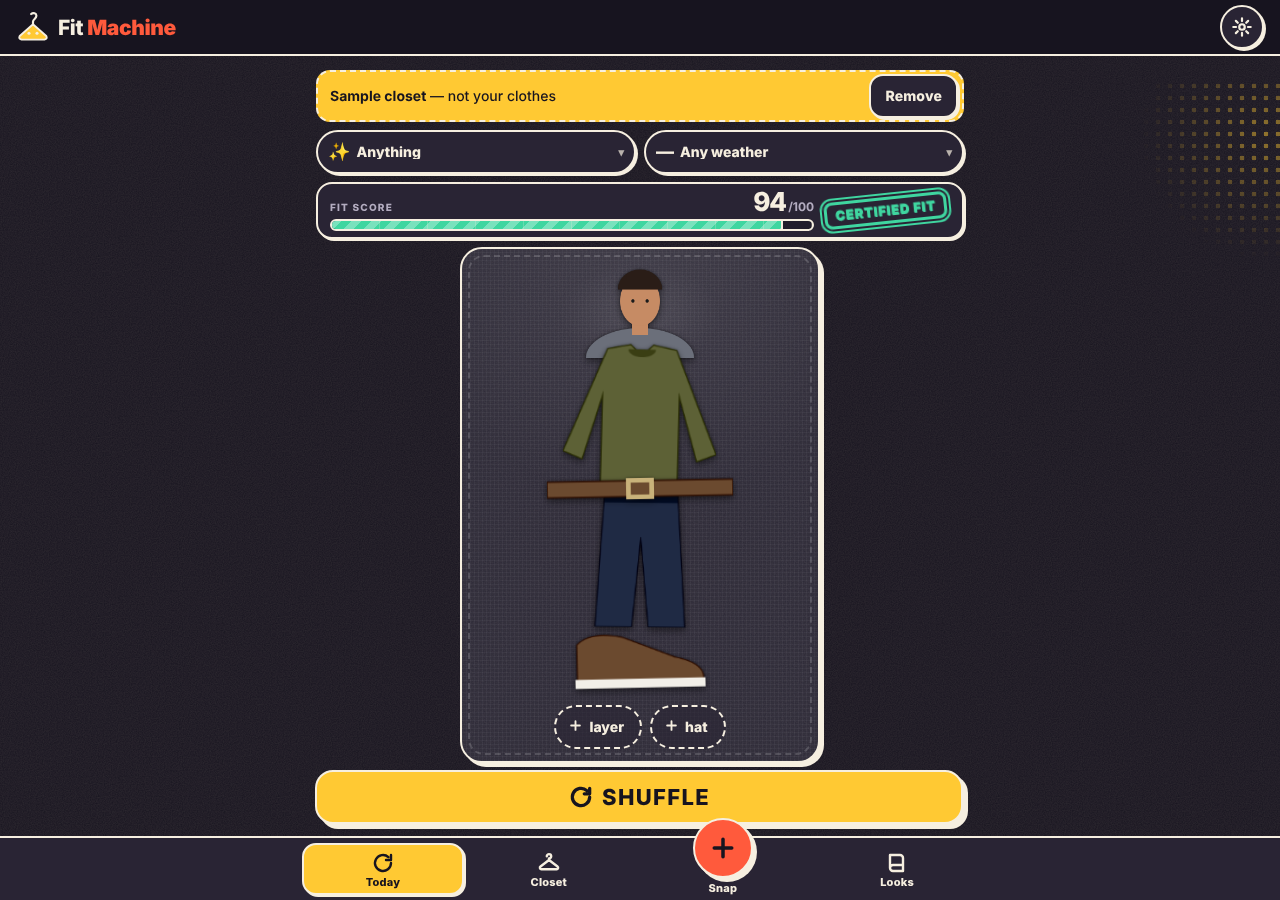 Fit Machine
Sample closet — not your clothes
Remove
✨ Anything
— Any weather
FIT SCORE
94/100
CERTIFIED FIT
+ layer
+ hat
SHUFFLE
Today
Closet
Snap
Looks